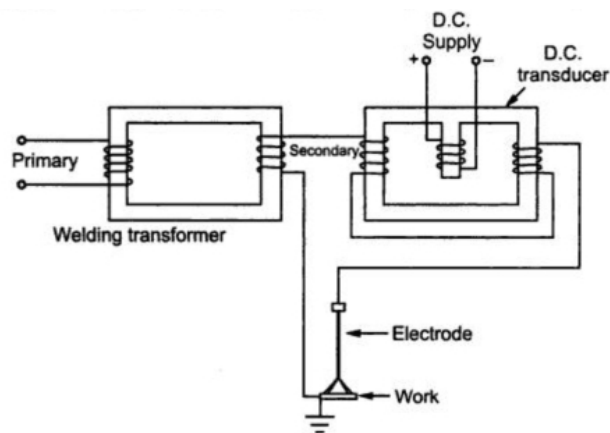 D.C.
Supply
+
−
D.C.
transducer
Primary
Secondary
Welding transformer
Electrode
Work